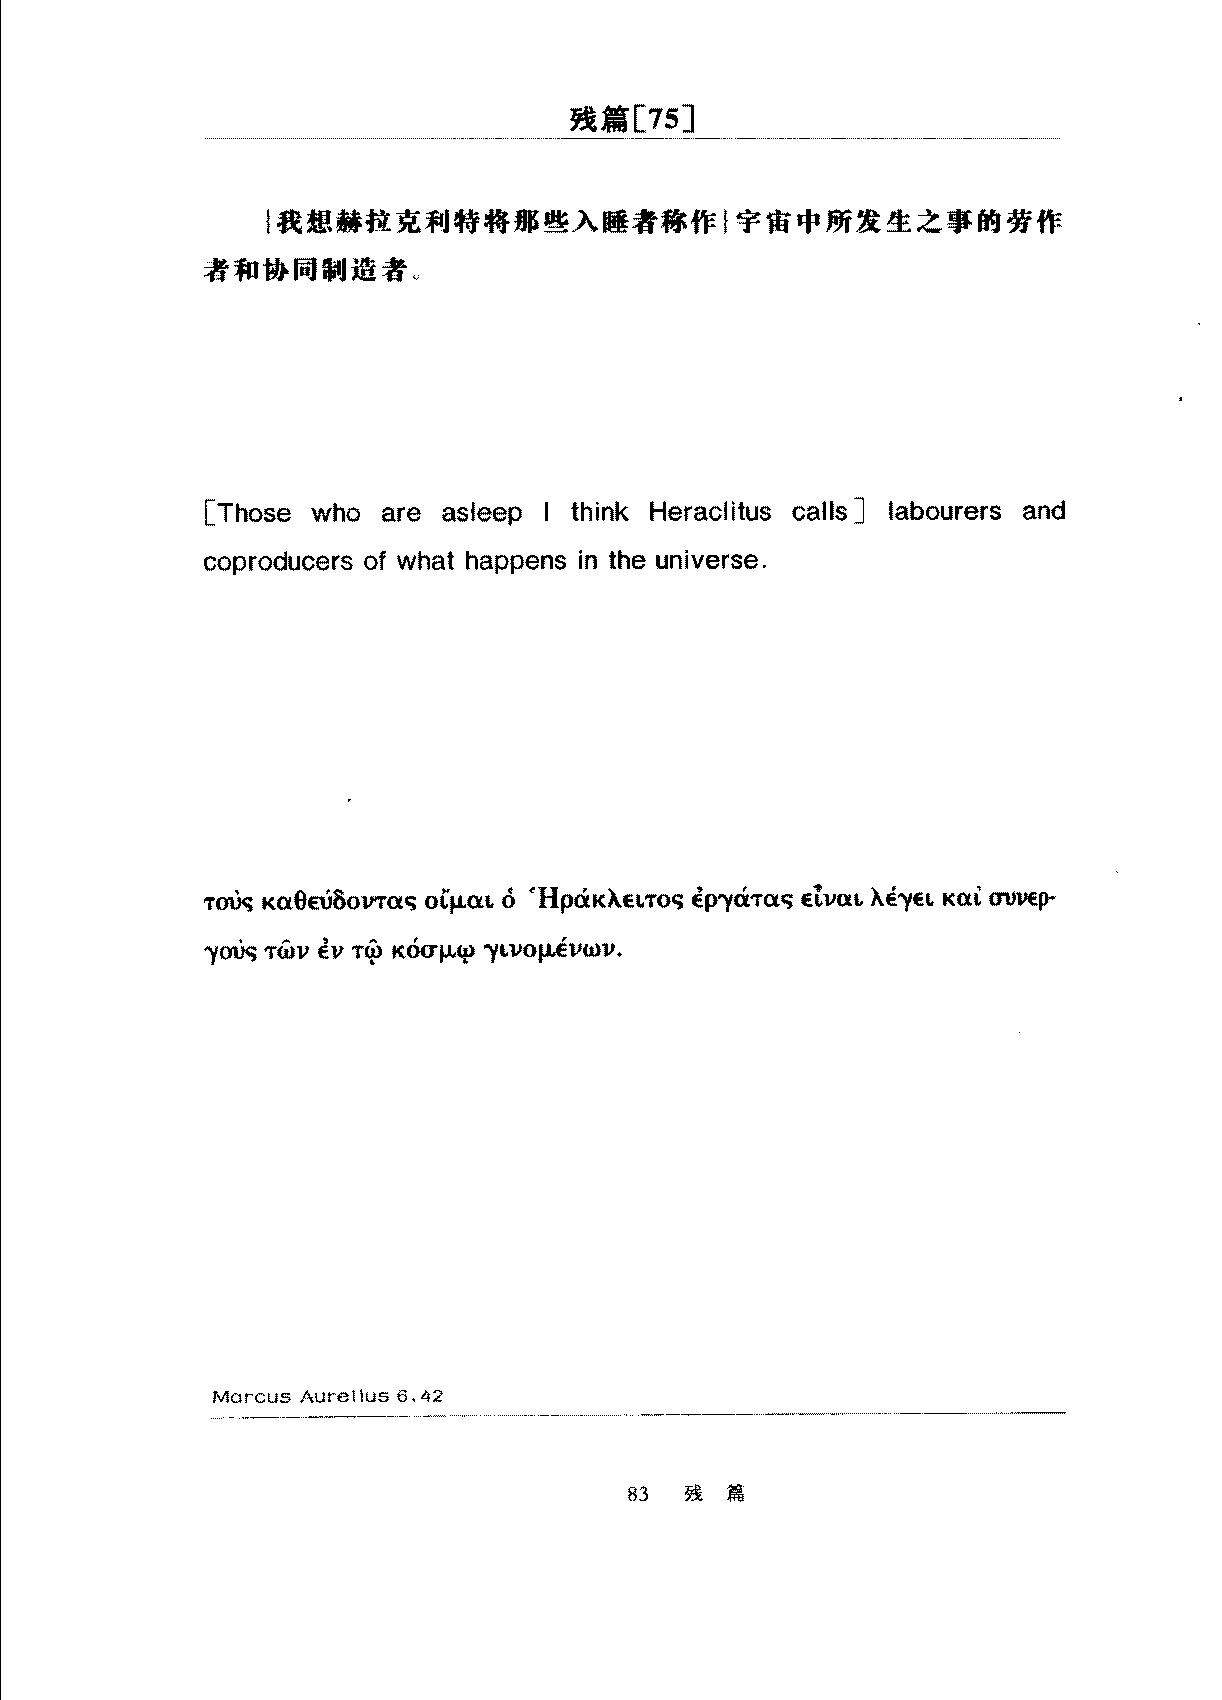 残篇[75]
[我想赫拉克利特将那些入睡者称作]宇宙中所发生之事的劳作
者和协同制造者。
[Those who are asleep I think Heraclitus calls] labourers and
coproducers of what happens in the universe.
τοὺς καθεύδοντας οἶμαι ὁ Ἡράκλειτος ἐργάτας εἶναι λέγει καὶ συνερ-
γοὺς τῶν ἐν τῷ κόσμῳ γινομένων.
Marcus Aurelius 6.42
83 残 篇